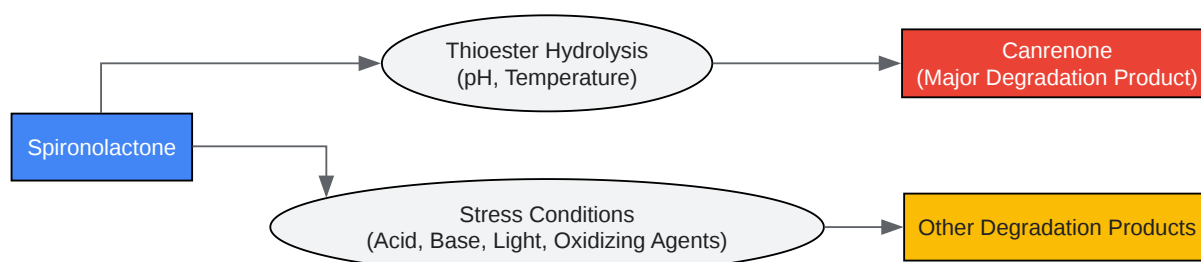 Thioester Hydrolysis
(pH, Temperature)
Canrenone
(Major Degradation Product)
Spironolactone
Stress Conditions
(Acid, Base, Light, Oxidizing Agents)
Other Degradation Products